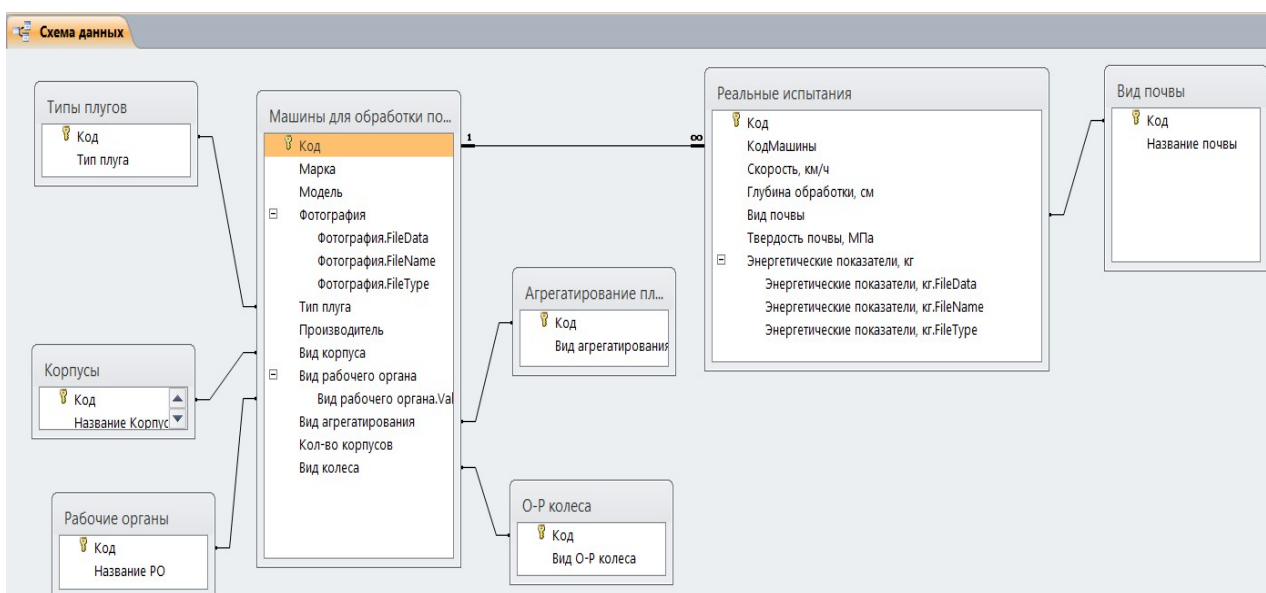 Схема данных
Типы плугов
Код
Тип плуга
Корпусы
Код
Название Корпус
Рабочие органы
Код
Название РО
Машины для обработки по...
Код
Марка
Модель
Фотография
Фотография.FileData
Фотография.FileName
Фотография.FileType
Тип плуга
Производитель
Вид корпуса
Вид рабочего органа
Вид рабочего органа.Val
Вид агрегатирования
Кол-во корпусов
Вид колеса
1
∞
Агрегатирование пл...
Код
Вид агрегатирования
О-Р колеса
Код
Вид О-Р колеса
Реальные испытания
Код
КодМашины
Скорость, км/ч
Глубина обработки, см
Вид почвы
Твердость почвы, МПа
Энергетические показатели, кг
Энергетические показатели, кг.FileData
Энергетические показатели, кг.FileName
Энергетические показатели, кг.FileType
Вид почвы
Код
Название почвы